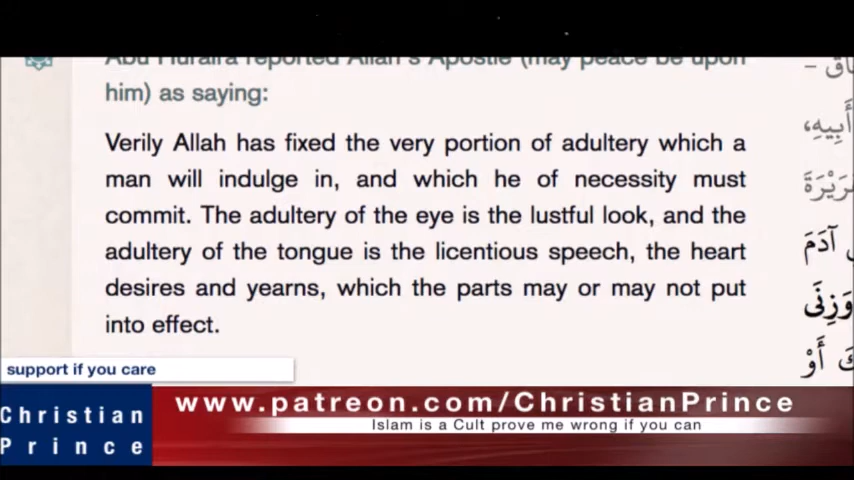 Abu Huraira reported Allah's Apostle (may peace be upon
him) as saying:
Verily Allah has fixed the very portion of adultery which a
man will indulge in, and which he of necessity must
commit. The adultery of the eye is the lustful look, and the
adultery of the tongue is the licentious speech, the heart
desires and yearns, which the parts may or may not put
into effect.
أَبِيهِ،
آدَمَ
وَزِنَى
أَوْ
support if you care
Christian
Prince
www.patreon.com/ChristianPrince
Islam is a Cult prove me wrong if you can